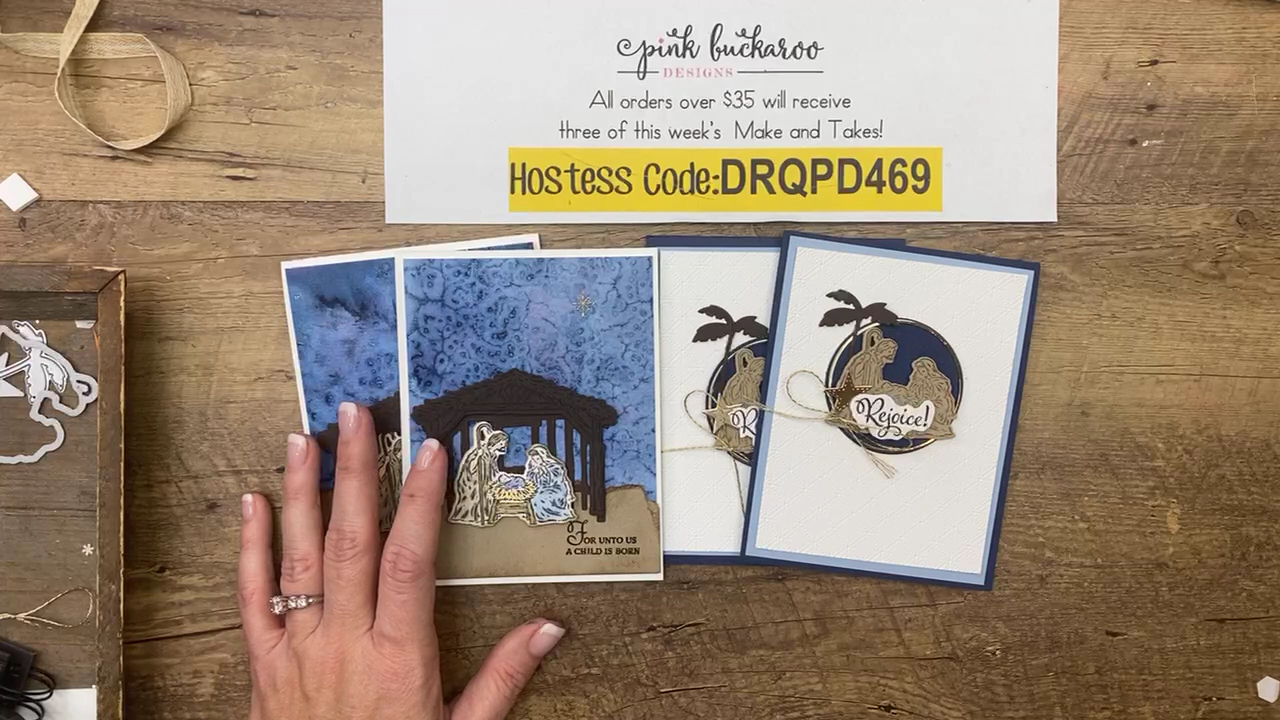 pink buckaroo
DESIGNS
All orders over $35 will receive
three of this week's Make and Takes!
Hostess Code:DRQPD469
FOR UNTO US
A CHILD IS BORN
R
Rejoice!